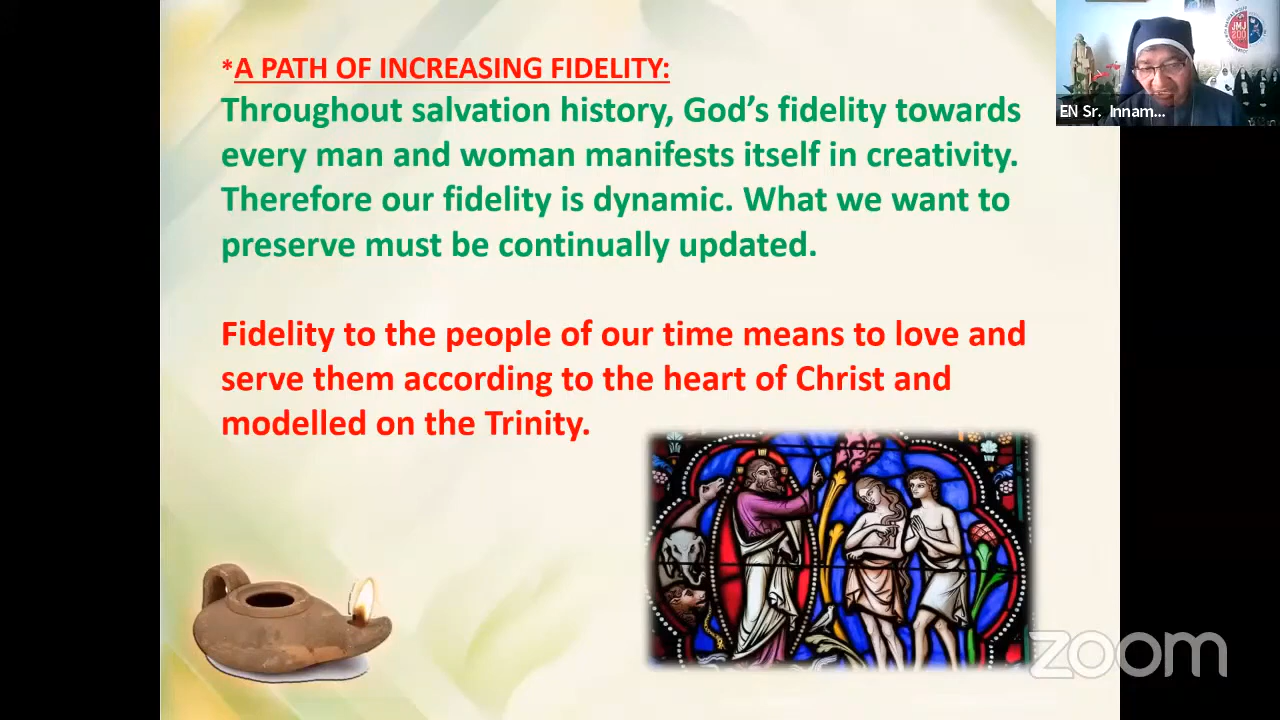 *A PATH OF INCREASING FIDELITY:
Throughout salvation history, God's fidelity towards
every man and woman manifests itself in creativity.
Therefore our fidelity is dynamic. What we want to
preserve must be continually updated.
Fidelity to the people of our time means to love and
serve them according to the heart of Christ and
modelled on the Trinity.
JMJ
EN Sr. Innam...
zoom